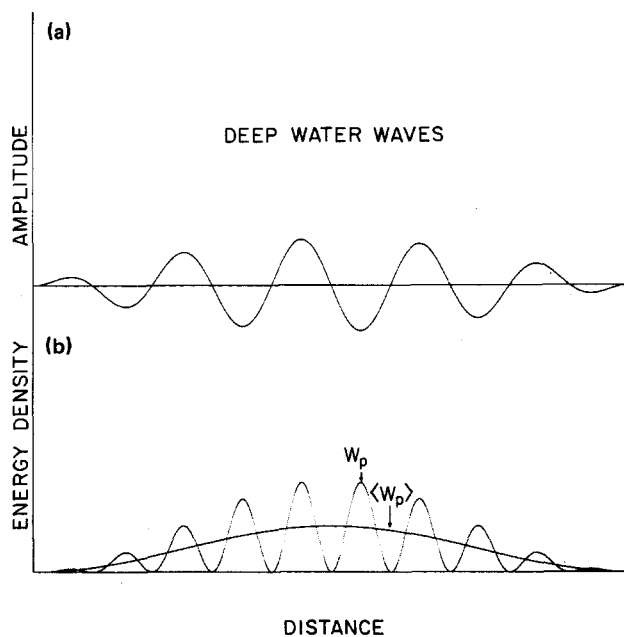 (a)
DEEP WATER WAVES
AMPLITUDE
(b)
ENERGY DENSITY
Wp
⟨Wp⟩
DISTANCE